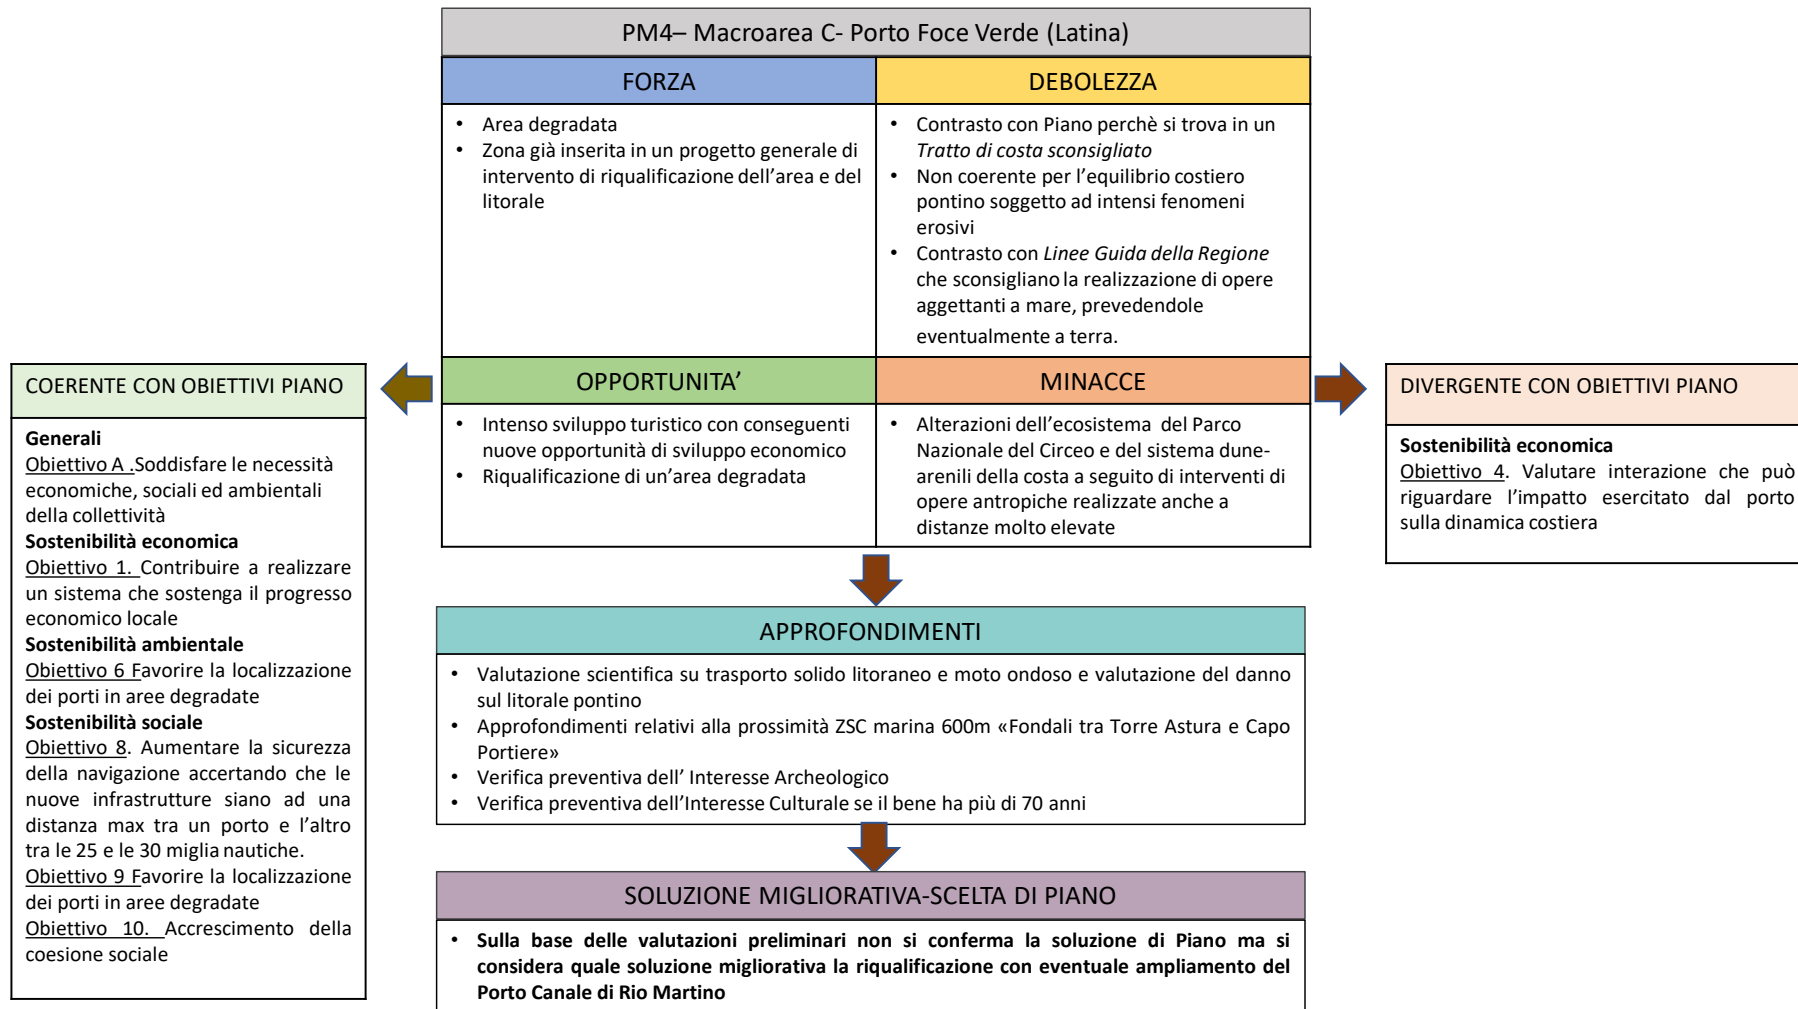 PM4– Macroarea C- Porto Foce Verde (Latina)
FORZA
• Area degradata
• Zona già inserita in un progetto generale di
intervento di riqualificazione dell'area e del
litorale
DEBOLEZZA
• Contrasto con Piano perchè si trova in un
Tratto di costa sconsigliato
• Non coerente per l'equilibrio costiero
pontino soggetto ad intensi fenomeni
erosivi
• Contrasto con Linee Guida della Regione
che sconsigliano la realizzazione di opere
aggettanti a mare, prevedendole
eventualmente a terra.
OPPORTUNITA'
• Intenso sviluppo turistico con conseguenti
nuove opportunità di sviluppo economico
• Riqualificazione di un'area degradata
MINACCE
• Alterazioni dell'ecosistema del Parco
Nazionale del Circeo e del sistema dune-
arenili della costa a seguito di interventi di
opere antropiche realizzate anche a
distanze molto elevate
COERENTE CON OBIETTIVI PIANO
Generali
Obiettivo A .Soddisfare le necessità
economiche, sociali ed ambientali
della collettività
Sostenibilità economica
Obiettivo 1. Contribuire a realizzare
un sistema che sostenga il progresso
economico locale
Sostenibilità ambientale
Obiettivo 6 Favorire la localizzazione
dei porti in aree degradate
Sostenibilità sociale
Obiettivo 8. Aumentare la sicurezza
della navigazione accertando che le
nuove infrastrutture siano ad una
distanza max tra un porto e l'altro
tra le 25 e le 30 miglia nautiche.
Obiettivo 9 Favorire la localizzazione
dei porti in aree degradate
Obiettivo 10. Accrescimento della
coesione sociale
DIVERGENTE CON OBIETTIVI PIANO
Sostenibilità economica
Obiettivo 4. Valutare interazione che può
riguardare l'impatto esercitato dal porto
sulla dinamica costiera
APPROFONDIMENTI
• Valutazione scientifica su trasporto solido litoraneo e moto ondoso e valutazione del danno
sul litorale pontino
• Approfondimenti relativi alla prossimità ZSC marina 600m «Fondali tra Torre Astura e Capo
Portiere»
• Verifica preventiva dell' Interesse Archeologico
• Verifica preventiva dell'Interesse Culturale se il bene ha più di 70 anni
SOLUZIONE MIGLIORATIVA-SCELTA DI PIANO
• Sulla base delle valutazioni preliminari non si conferma la soluzione di Piano ma si
considera quale soluzione migliorativa la riqualificazione con eventuale ampliamento del
Porto Canale di Rio Martino